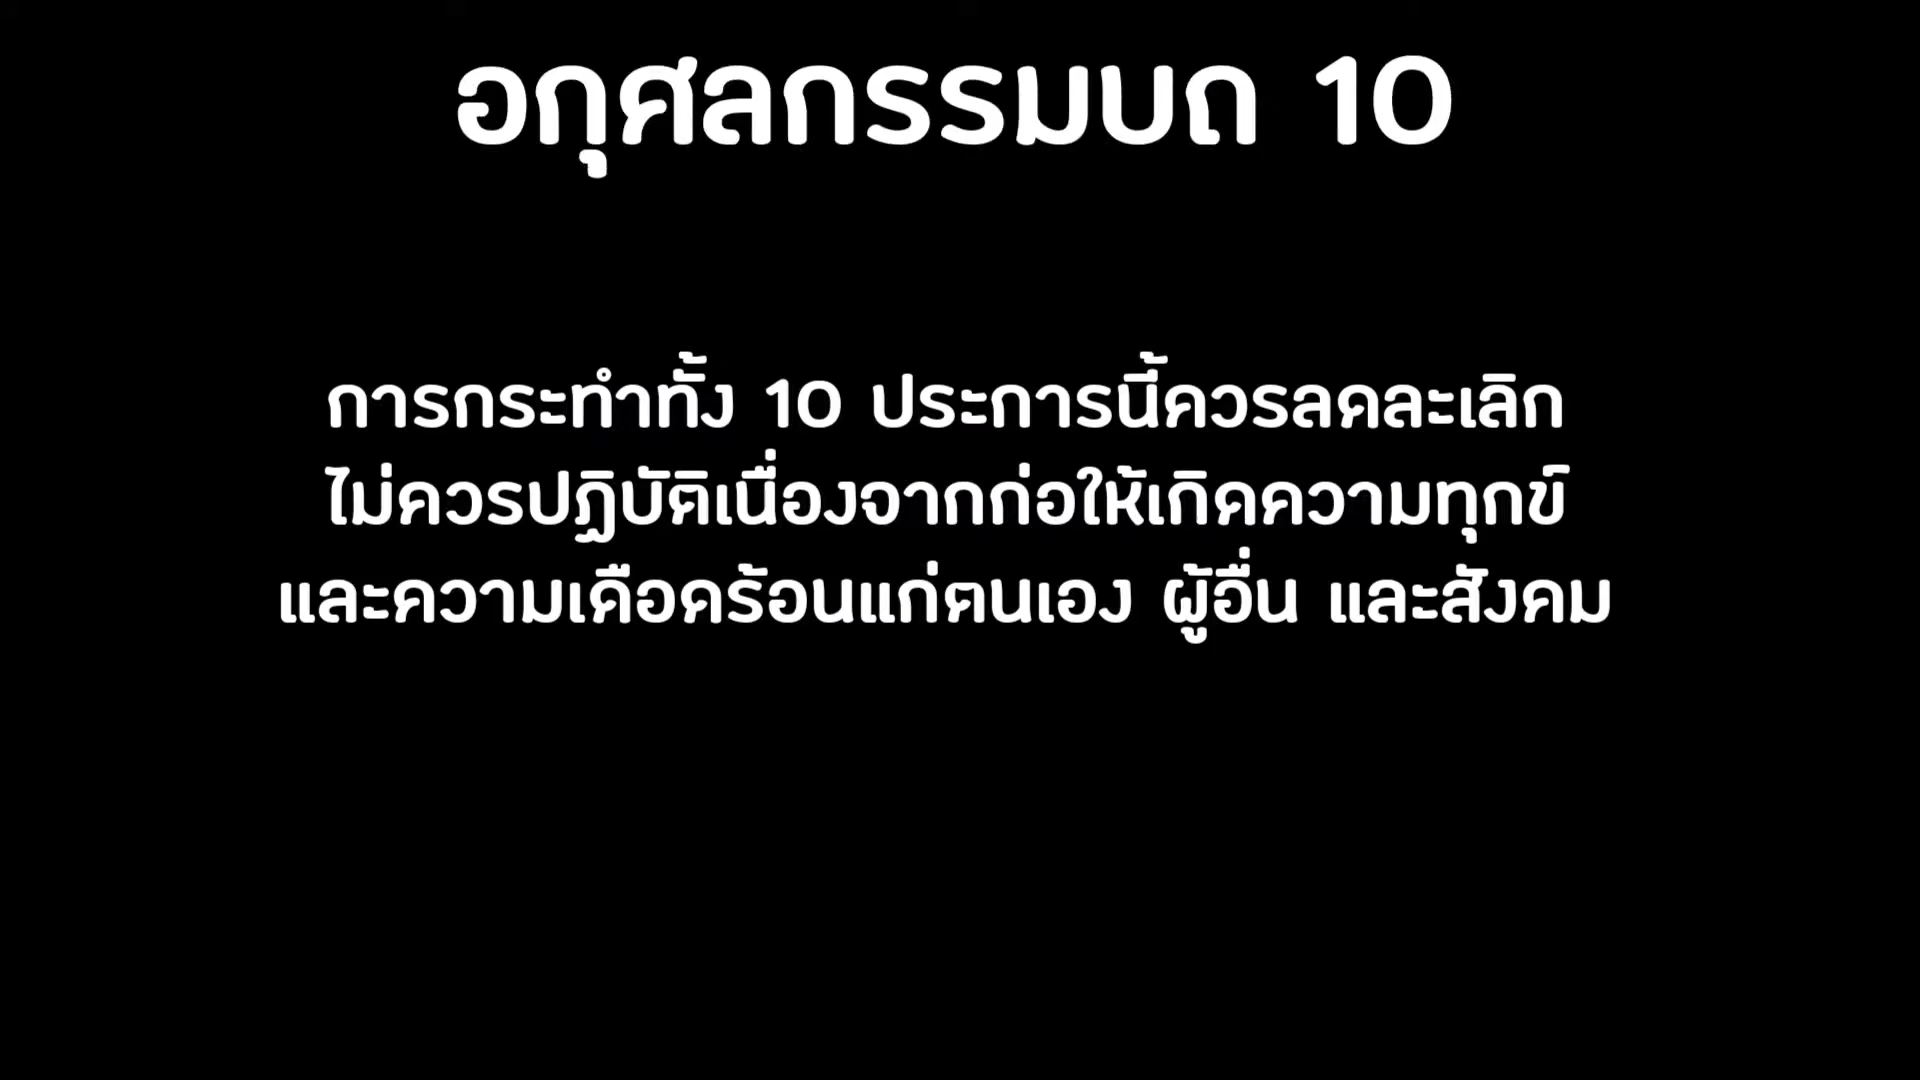 อกุศลกรรมบถ 10
การกระทำทั้ง 10 ประการนี้ควรลดละเลิก
ไม่ควรปฏิบัติเนื่องจากก่อให้เกิดความทุกข์
และความเดือดร้อนแก่ตนเอง ผู้อื่น และสังคม